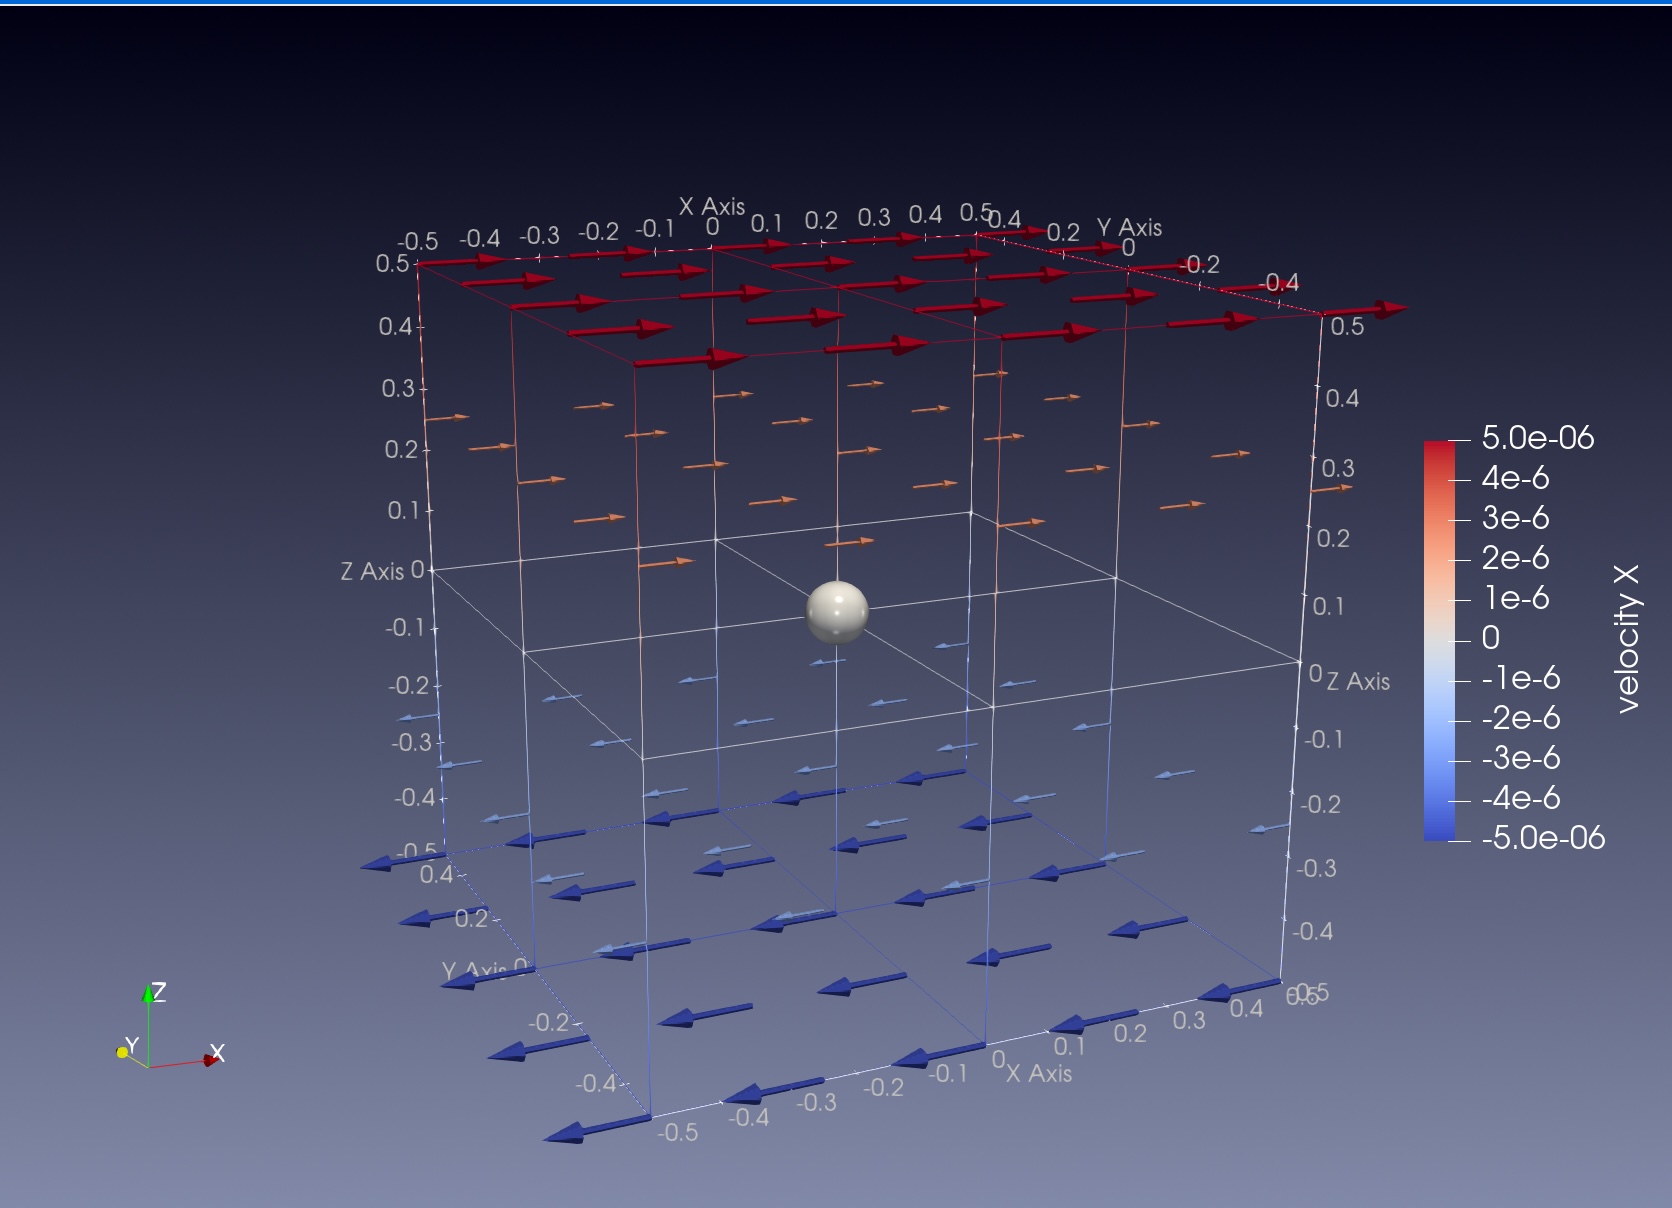 X Axis
-0.5 -0.4 -0.3 -0.2 -0.1 0 0.1 0.2 0.3 0.4 0.5
Y Axis
0.4 0.2 0 -0.2 -0.4
0.5
0.4
0.3
0.2
0.1
Z Axis 0
-0.1
-0.2
-0.3
-0.4
-0.5
0.4
0.2
Y Axis 0
-0.2
-0.4
-0.5 -0.4 -0.3 -0.2 -0.1 0 0.1 0.2 0.3 0.4 0.5
X Axis
0.5
0.4
0.3
0.2
0.1
0 Z Axis
-0.1
-0.2
-0.3
-0.4
-0.5
5.0e-06
4e-6
3e-6
2e-6
1e-6
0
-1e-6
-2e-6
-3e-6
-4e-6
-5.0e-06
velocity X
Z
Y
X